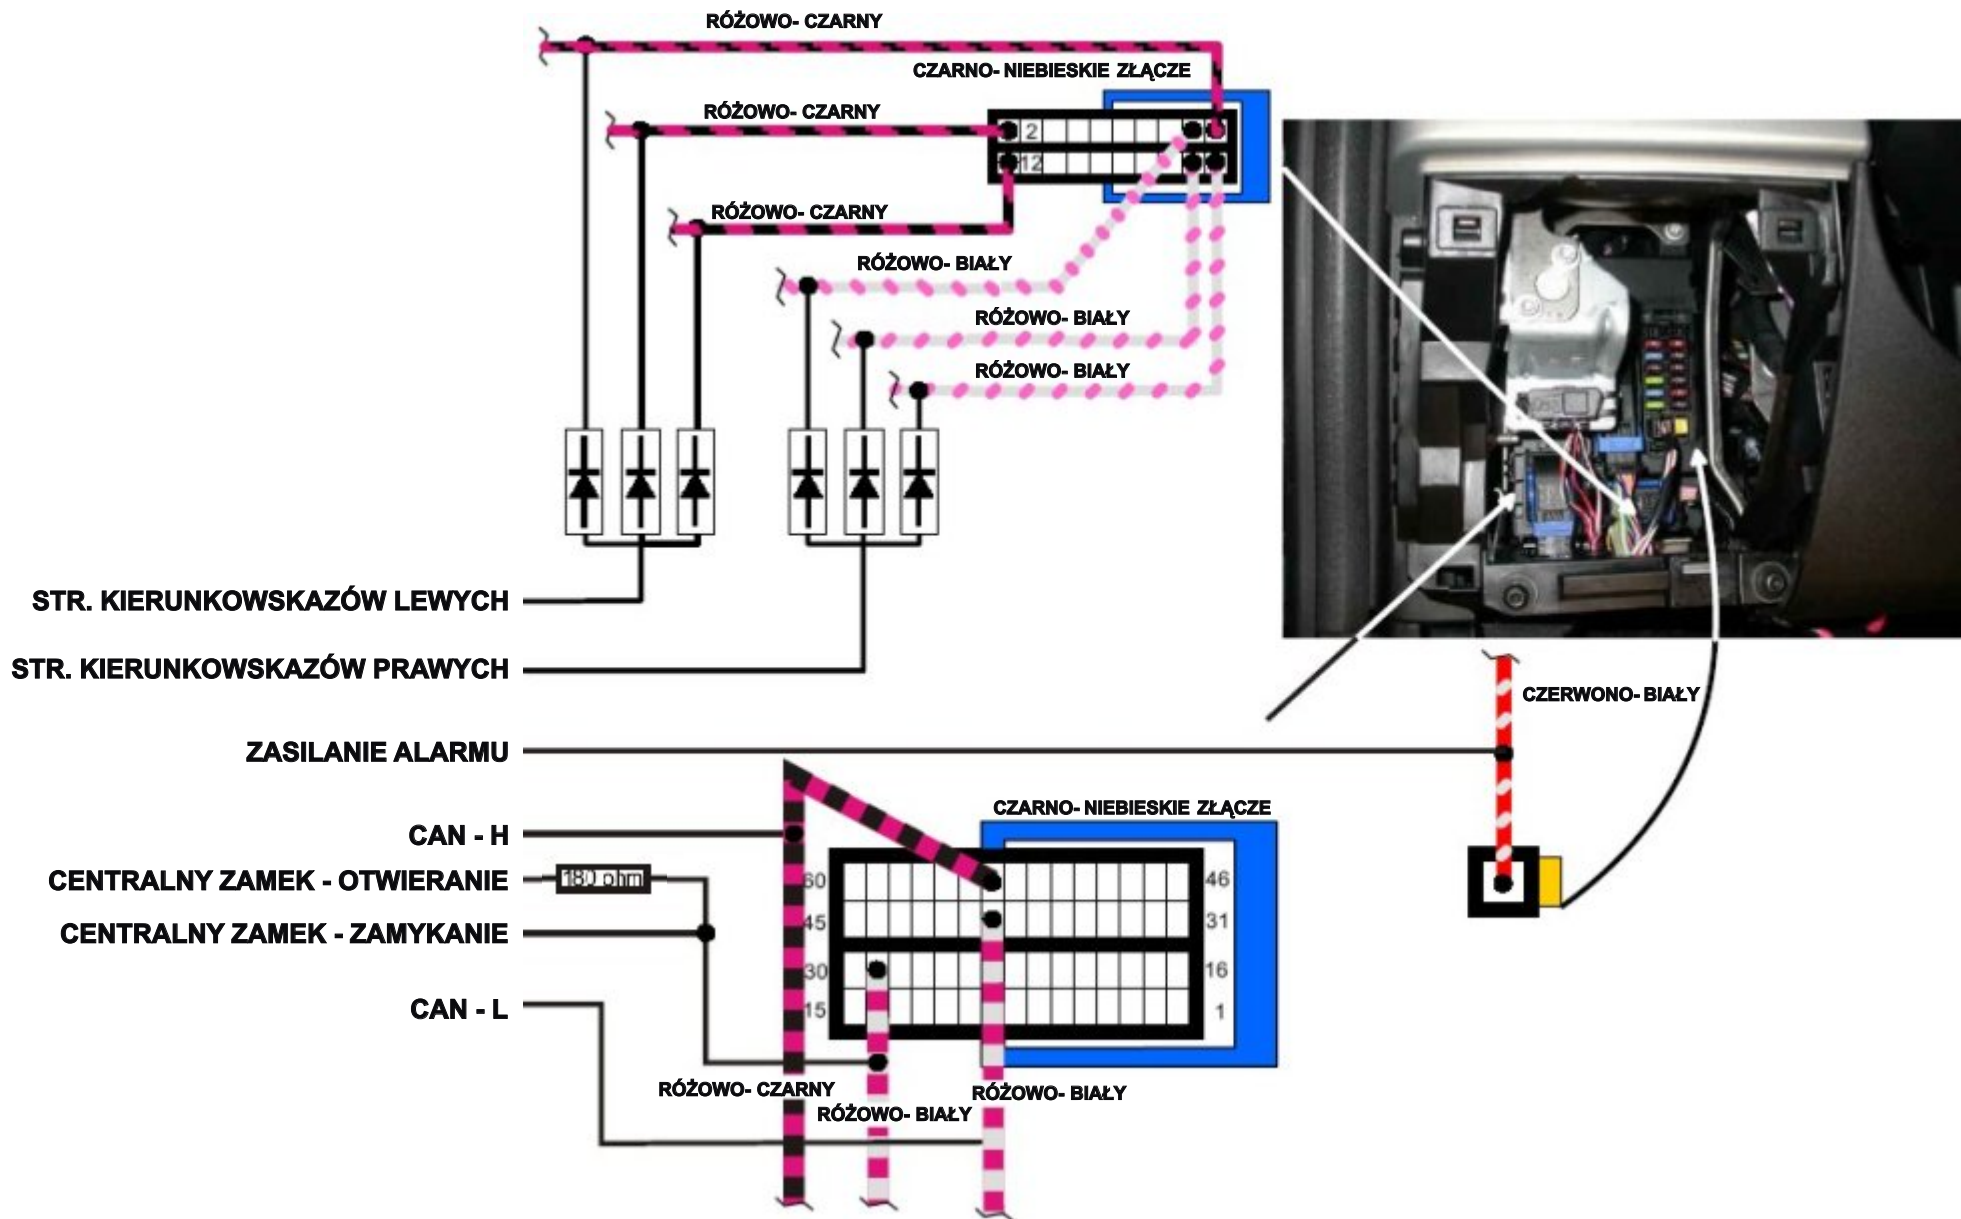 RÓŻOWO- CZARNY
CZARNO- NIEBIESKIE ZŁĄCZE
RÓŻOWO- CZARNY
2
12
RÓŻOWO- CZARNY
RÓŻOWO- BIAŁY
RÓŻOWO- BIAŁY
RÓŻOWO- BIAŁY
STR. KIERUNKOWSKAZÓW LEWYCH
STR. KIERUNKOWSKAZÓW PRAWYCH
CZERWONO- BIAŁY
ZASILANIE ALARMU
CZARNO- NIEBIESKIE ZŁĄCZE
CAN - H
CENTRALNY ZAMEK - OTWIERANIE
180 ohm
60
46
45
31
CENTRALNY ZAMEK - ZAMYKANIE
30
16
CAN - L
15
1
RÓŻOWO- CZARNY
RÓŻOWO- BIAŁY
RÓŻOWO- BIAŁY